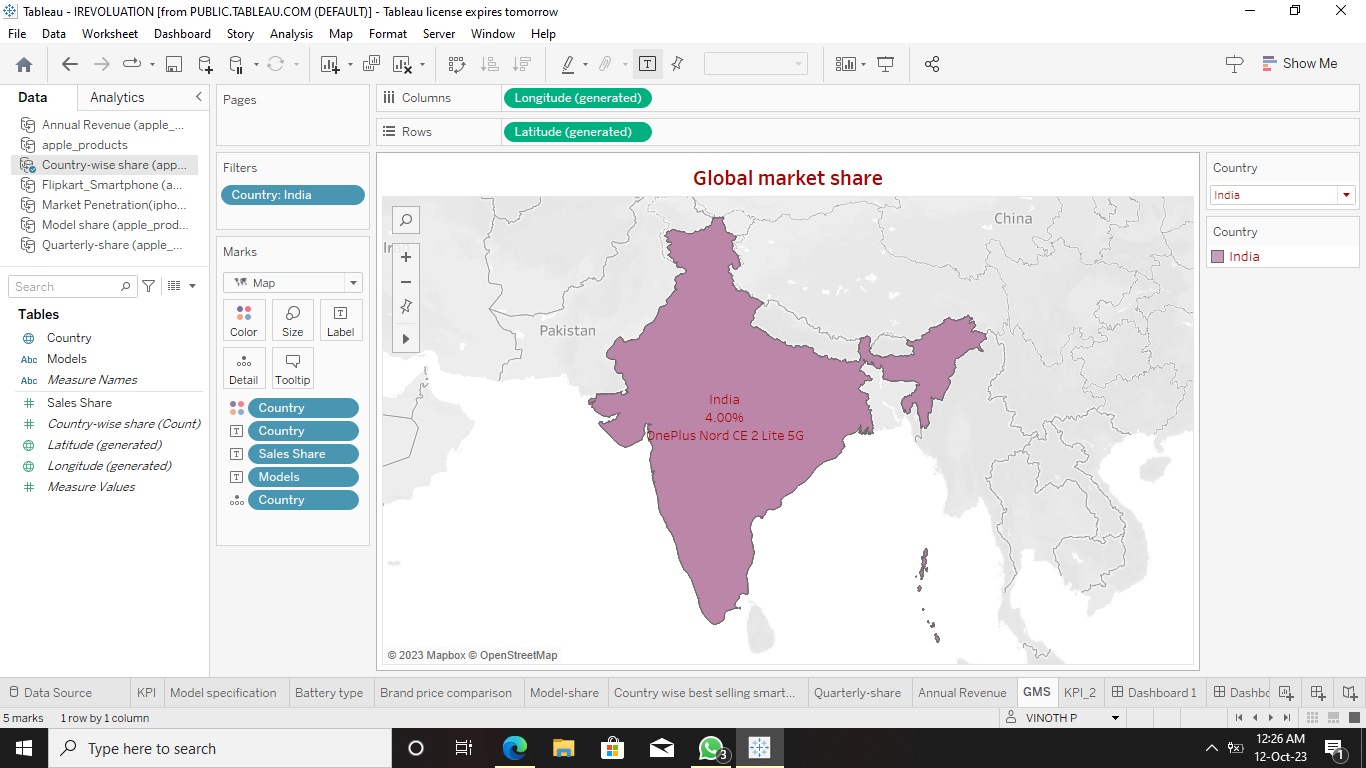 Tableau - IREVOLUATION [from PUBLIC.TABLEAU.COM (DEFAULT)] - Tableau license expires tomorrow
File Data Worksheet Dashboard Story Analysis Map Format Server Window Help
Show Me
Data Analytics
Annual Revenue (apple_...
apple_products
Country-wise share (app...
Flipkart_Smartphone (a...
Market Penetration(ipho...
Model share (apple_prod...
Quarterly-share (apple_...
Search
Tables
Country
Abc Models
Abc Measure Names
Sales Share
Country-wise share (Count)
Latitude (generated)
Longitude (generated)
Measure Values
Pages
Filters
Country: India
Marks
Map
Color Size Label
Detail Tooltip
Country
Country
Sales Share
Models
Country
Columns Longitude (generated)
Rows Latitude (generated)
Global market share
China
Pakistan
India
4.00%
OnePlus Nord CE 2 Lite 5G
© 2023 Mapbox © OpenStreetMap
Country
India
Country
India
Data Source KPI Model specification Battery type Brand price comparison Model-share Country wise best selling smart... Quarterly-share Annual Revenue GMS KPI_2 Dashboard 1 Dashbo
5 marks 1 row by 1 column VINOTH P
Type here to search
3
12:26 AM
12-Oct-23
1